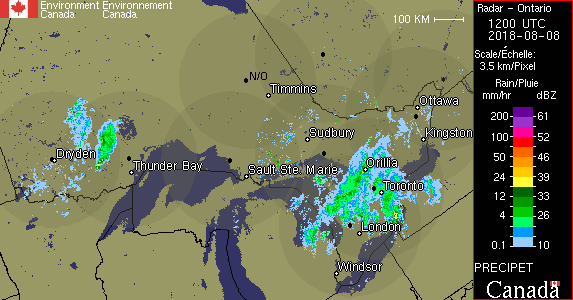 Environment Environnement
Canada Canada
100 KM
N/O
Timmins
Ottawa
Sudbury
Kingston
Dryden
Thunder Bay
Sault Ste. Marie
Orillia
Toronto
London
Windsor
Radar - Ontario
1200 UTC
2018-08-08
Scale/Échelle:
3.5 km/Pixel
Rain/Pluie
mm/hr dBZ
200 61
100 52
50 46
24 39
12 33
4 26
0.1 10
PRECIPET
Canada